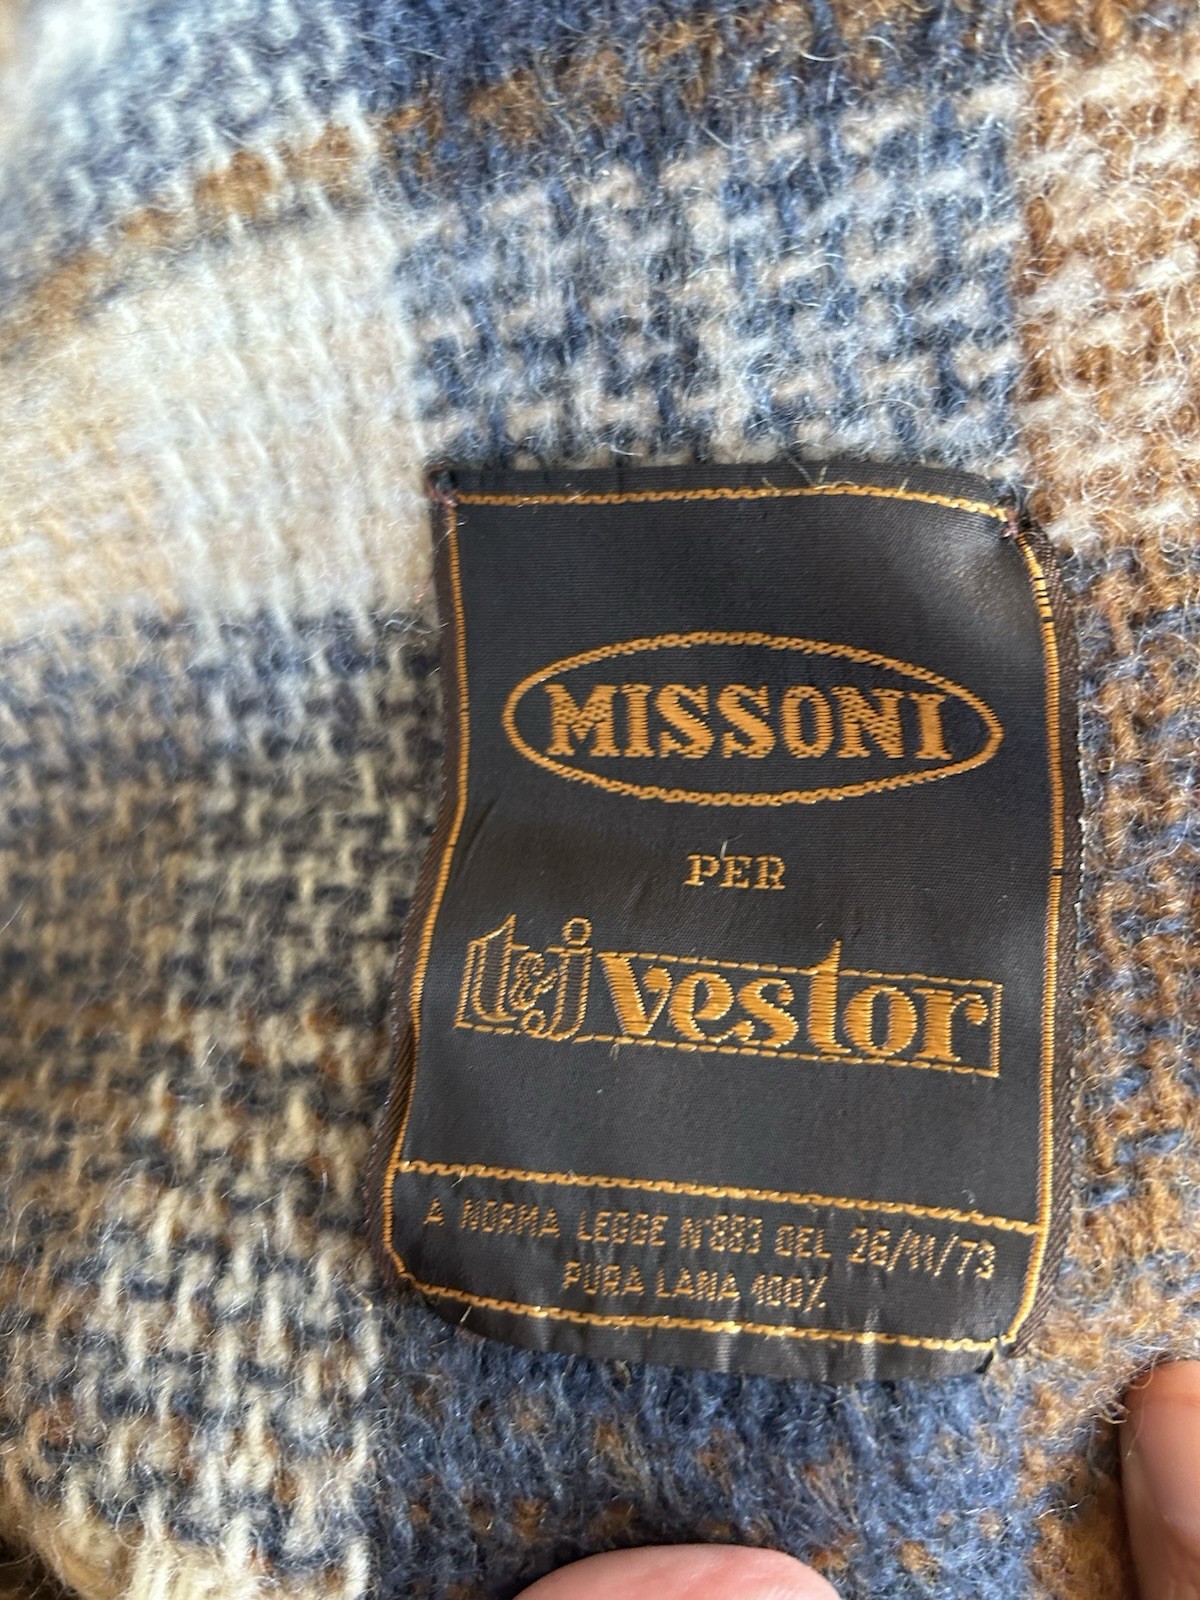 MISSONI
PER
t&j vestor
A NORMA LEGGE N°883 DEL 26/11/73
PURA LANA 100%